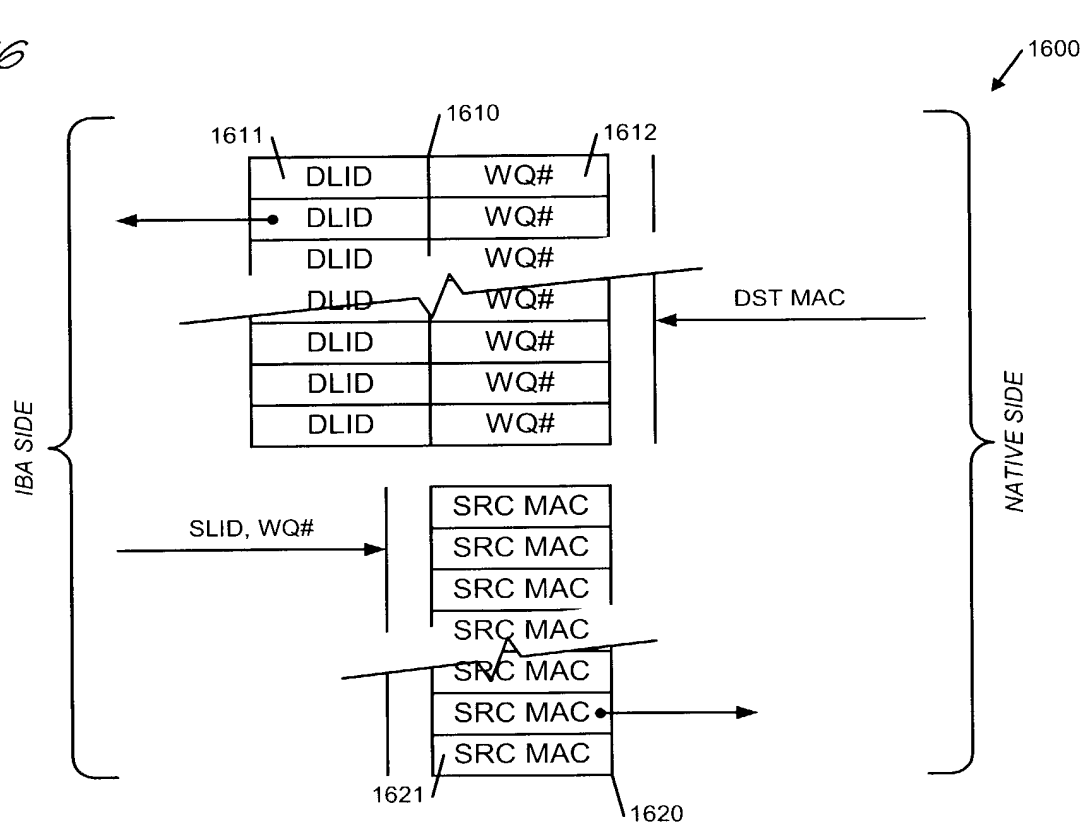 16
1600
1611
1610
1612
DLID WQ#
DLID WQ#
DLID WQ#
DLID WQ#
DST MAC
DLID WQ#
DLID WQ#
DLID WQ#
IBA SIDE
NATIVE SIDE
SRC MAC
SLID, WQ#
SRC MAC
SRC MAC
SRC MAC
SRC MAC
SRC MAC
SRC MAC
1621
1620